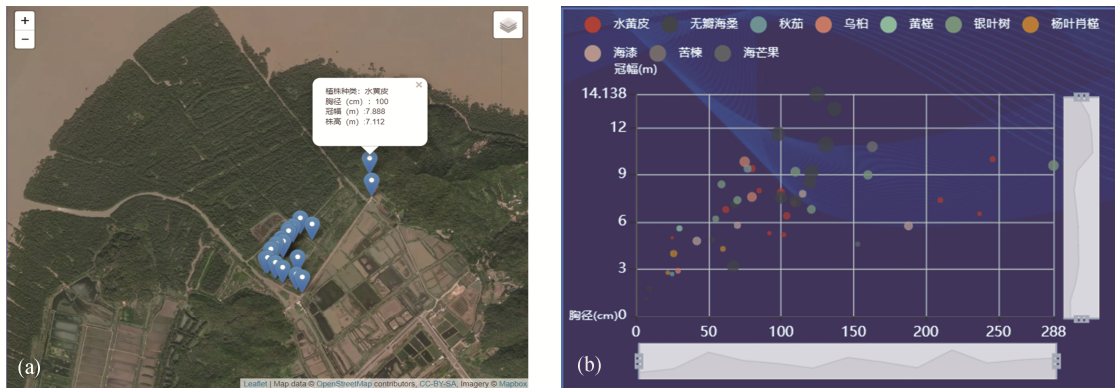 +
−
×
植株种类：水黄皮
胸径（cm）：100
冠幅（m）:7.888
株高（m）:7.112
(a)
Leaflet | Map data © OpenStreetMap contributors, CC-BY-SA, Imagery © Mapbox
水黄皮 无瓣海桑 秋茄 乌桕 黄槿 银叶树 杨叶肖槿
海漆 苦楝 海芒果
冠幅(m)
14.138
12
9
6
3
胸径(cm)0
0 50 100 150 200 250 288
(b)